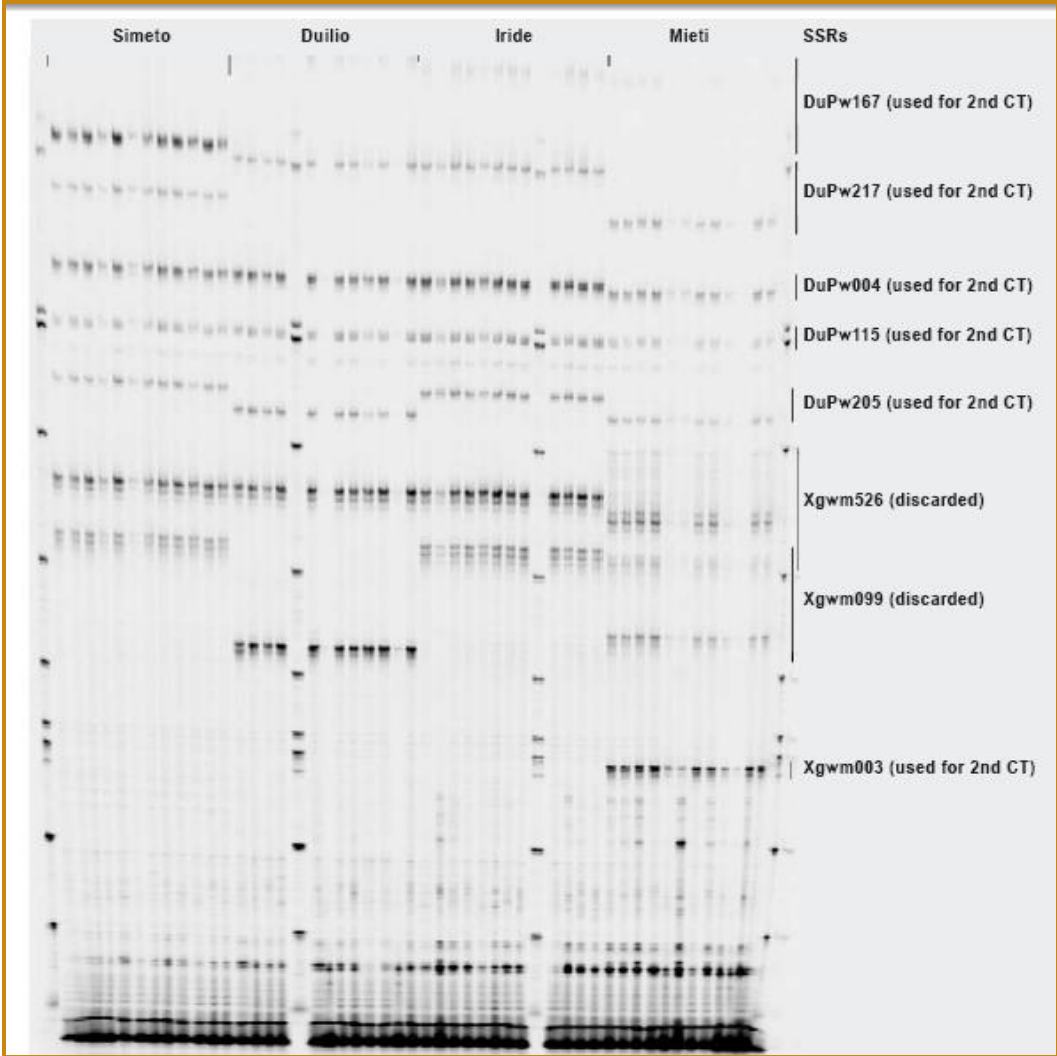 Simeto Duilio Iride Mieti SSRs
DuPw167 (used for 2nd CT)
DuPw217 (used for 2nd CT)
DuPw004 (used for 2nd CT)
DuPw115 (used for 2nd CT)
DuPw205 (used for 2nd CT)
Xgwm526 (discarded)
Xgwm099 (discarded)
Xgwm003 (used for 2nd CT)